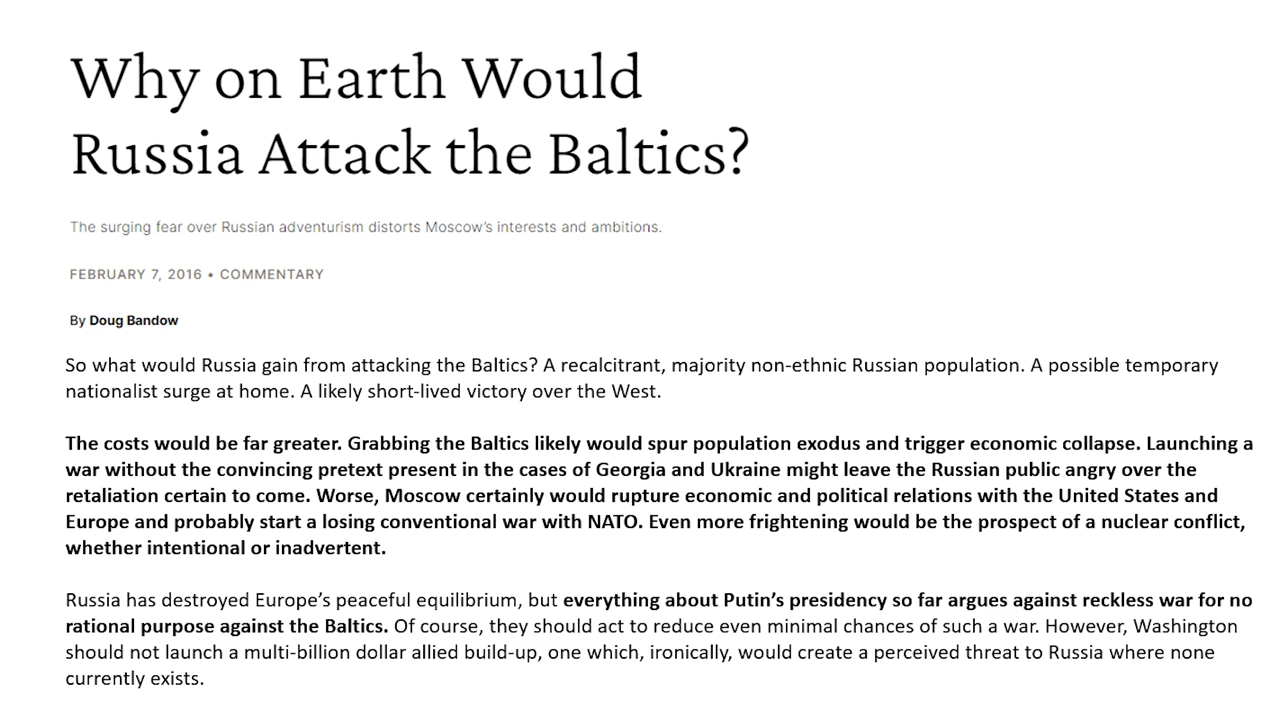 Why on Earth Would
Russia Attack the Baltics?
The surging fear over Russian adventurism distorts Moscow's interests and ambitions.
FEBRUARY 7, 2016 • COMMENTARY
By Doug Bandow
So what would Russia gain from attacking the Baltics? A recalcitrant, majority non-ethnic Russian population. A possible temporary
nationalist surge at home. A likely short-lived victory over the West.
The costs would be far greater. Grabbing the Baltics likely would spur population exodus and trigger economic collapse. Launching a
war without the convincing pretext present in the cases of Georgia and Ukraine might leave the Russian public angry over the
retaliation certain to come. Worse, Moscow certainly would rupture economic and political relations with the United States and
Europe and probably start a losing conventional war with NATO. Even more frightening would be the prospect of a nuclear conflict,
whether intentional or inadvertent.
Russia has destroyed Europe's peaceful equilibrium, but everything about Putin's presidency so far argues against reckless war for no
rational purpose against the Baltics. Of course, they should act to reduce even minimal chances of such a war. However, Washington
should not launch a multi-billion dollar allied build-up, one which, ironically, would create a perceived threat to Russia where none
currently exists.